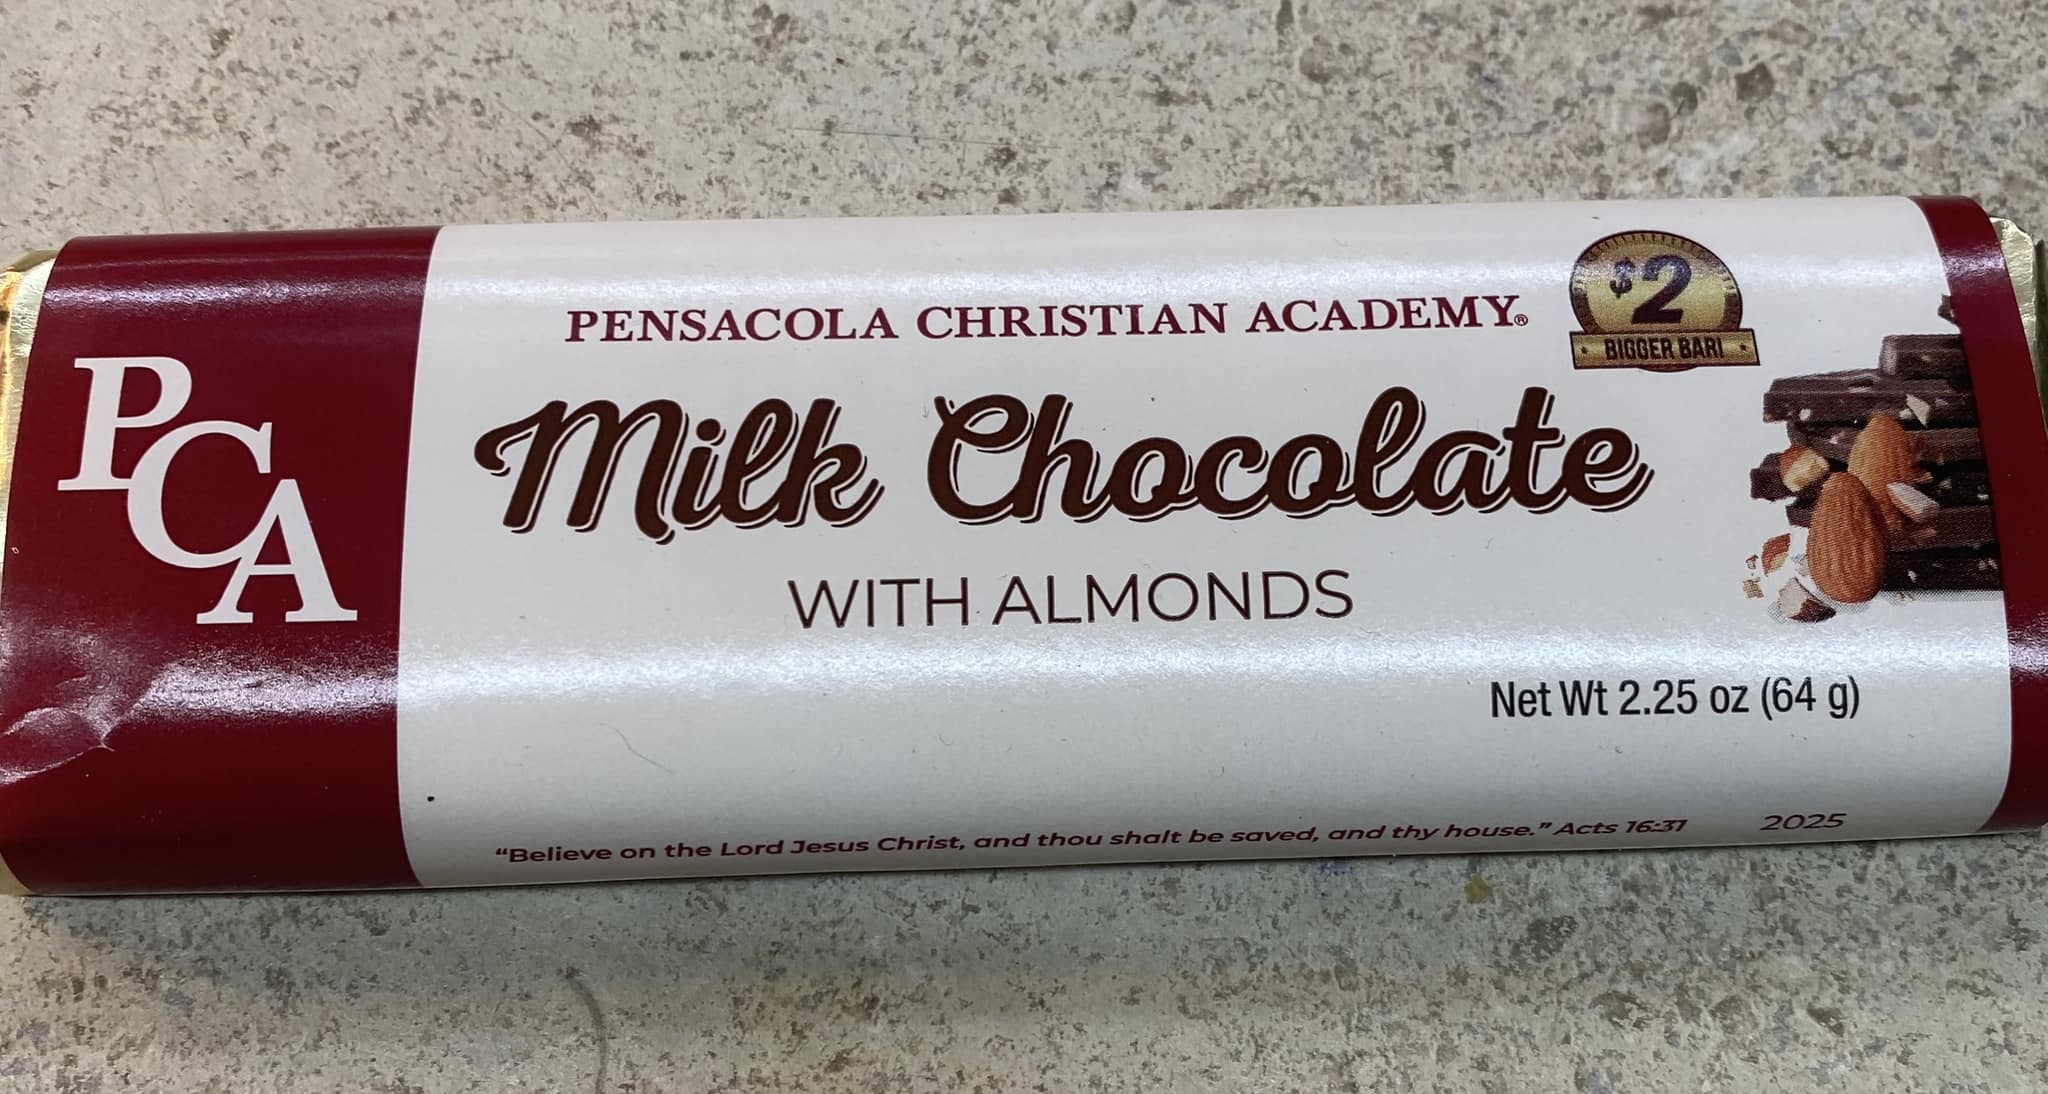 PCA
PENSACOLA CHRISTIAN ACADEMY®
$2
BIGGER BAR!
Milk Chocolate
WITH ALMONDS
Net Wt 2.25 oz (64 g)
“Believe on the Lord Jesus Christ, and thou shalt be saved, and thy house.” Acts 16:31
2025